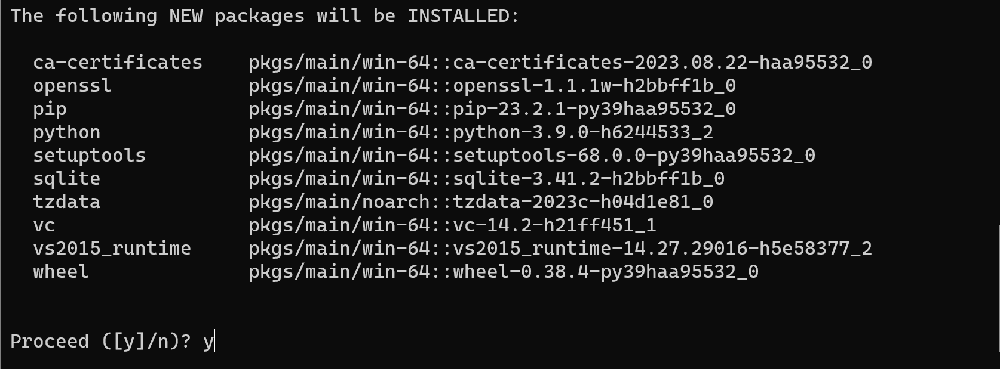 The following NEW packages will be INSTALLED:
ca-certificates pkgs/main/win-64::ca-certificates-2023.08.22-haa95532_0
openssl pkgs/main/win-64::openssl-1.1.1w-h2bbff1b_0
pip pkgs/main/win-64::pip-23.2.1-py39haa95532_0
python pkgs/main/win-64::python-3.9.0-h6244533_2
setuptools pkgs/main/win-64::setuptools-68.0.0-py39haa95532_0
sqlite pkgs/main/win-64::sqlite-3.41.2-h2bbff1b_0
tzdata pkgs/main/noarch::tzdata-2023c-h04d1e81_0
vc pkgs/main/win-64::vc-14.2-h21ff451_1
vs2015_runtime pkgs/main/win-64::vs2015_runtime-14.27.29016-h5e58377_2
wheel pkgs/main/win-64::wheel-0.38.4-py39haa95532_0
Proceed ([y]/n)? y